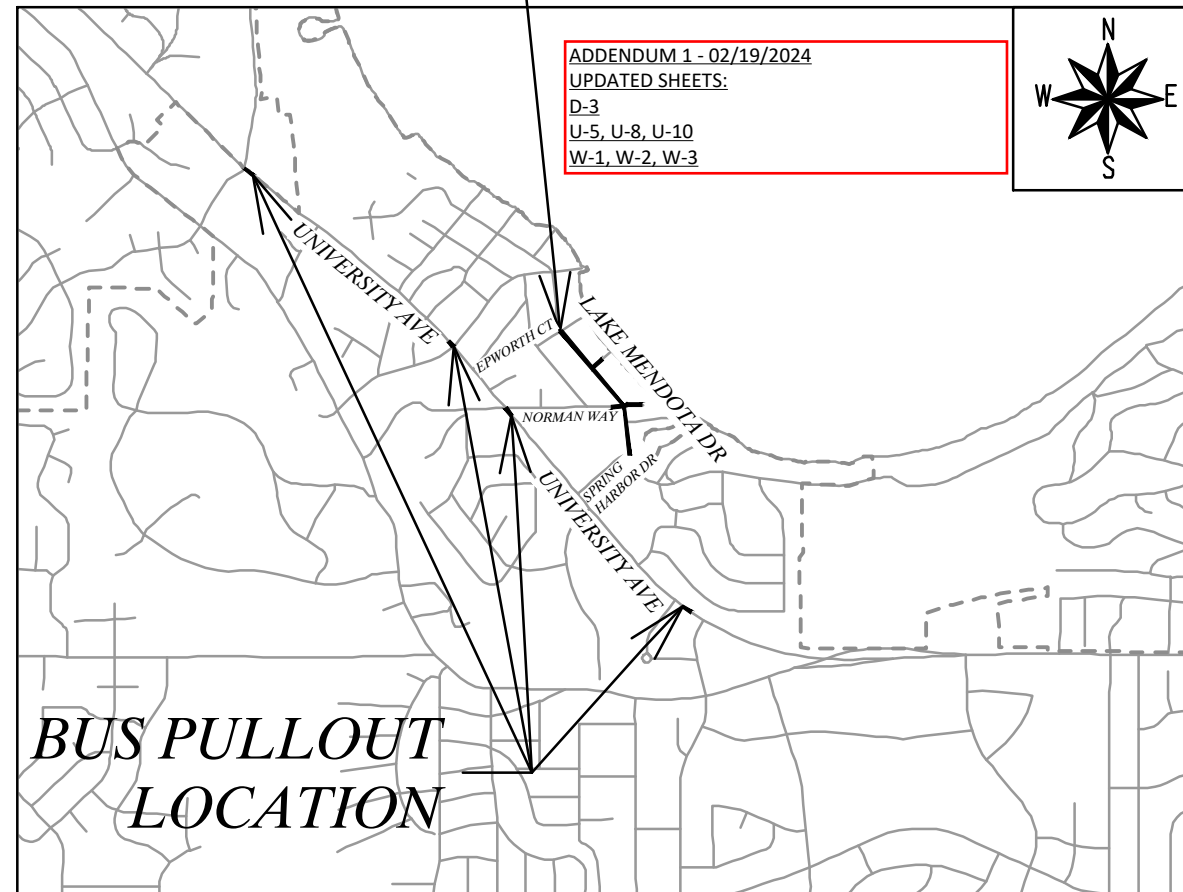 ADDENDUM 1 - 02/19/2024
UPDATED SHEETS:
D-3
U-5, U-8, U-10
W-1, W-2, W-3
N
W
E
S
UNIVERSITY AVE
EPWORTH CT
LAKE MENDOTA DR
NORMAN WAY
SPRING
HARBOR DR
UNIVERSITY AVE
BUS PULLOUT
LOCATION